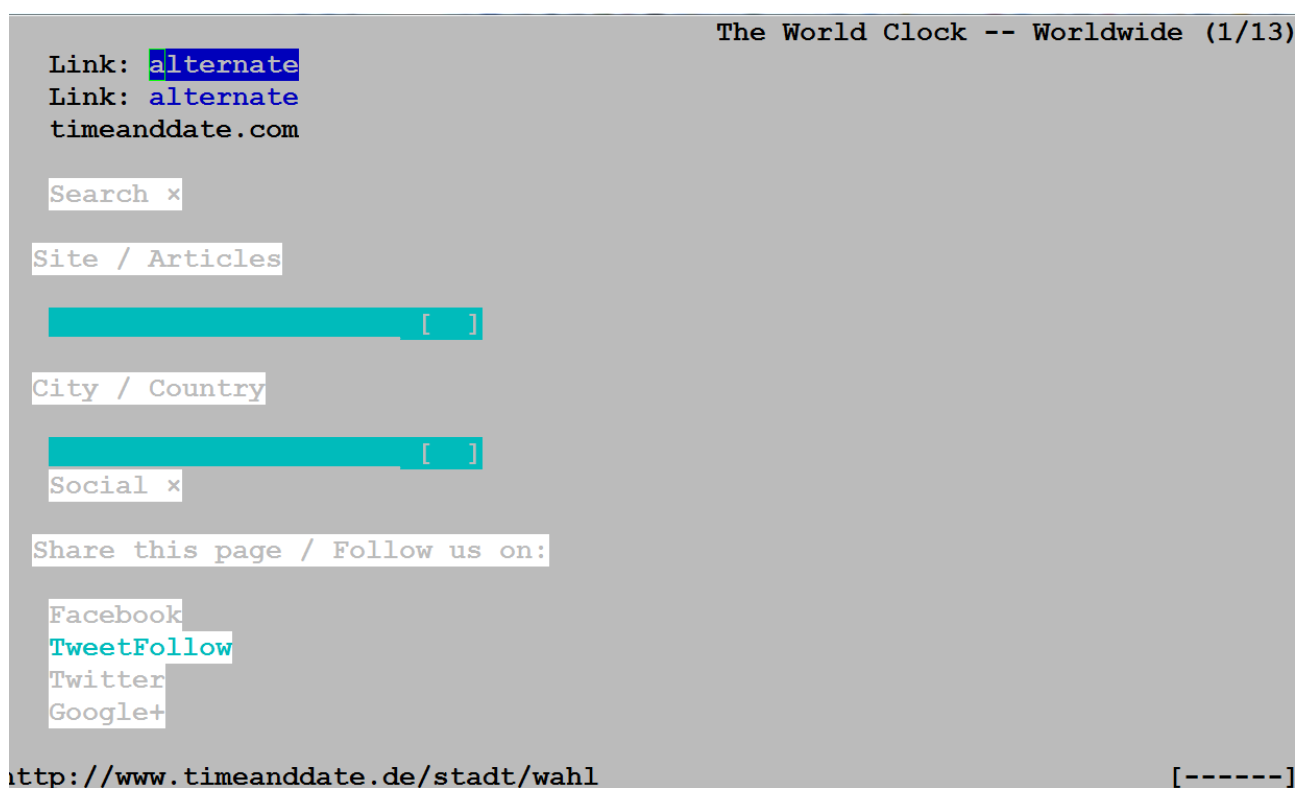 The World Clock -- Worldwide (1/13)
Link: alternate
Link: alternate
timeanddate.com
Search ×
Site / Articles
[ ]
City / Country
[ ]
Social ×
Share this page / Follow us on:
Facebook
TweetFollow
Twitter
Google+
http://www.timeanddate.de/stadt/wahl [------]